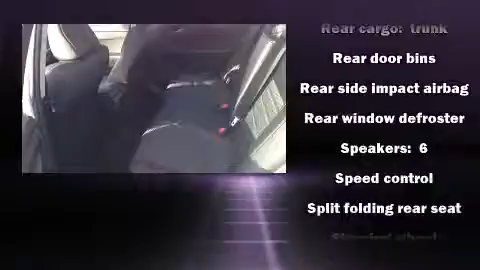 Rear cargo: trunk
Rear door bins
Rear side impact airbag
Rear window defroster
Speakers: 6
Speed control
Split folding rear seat